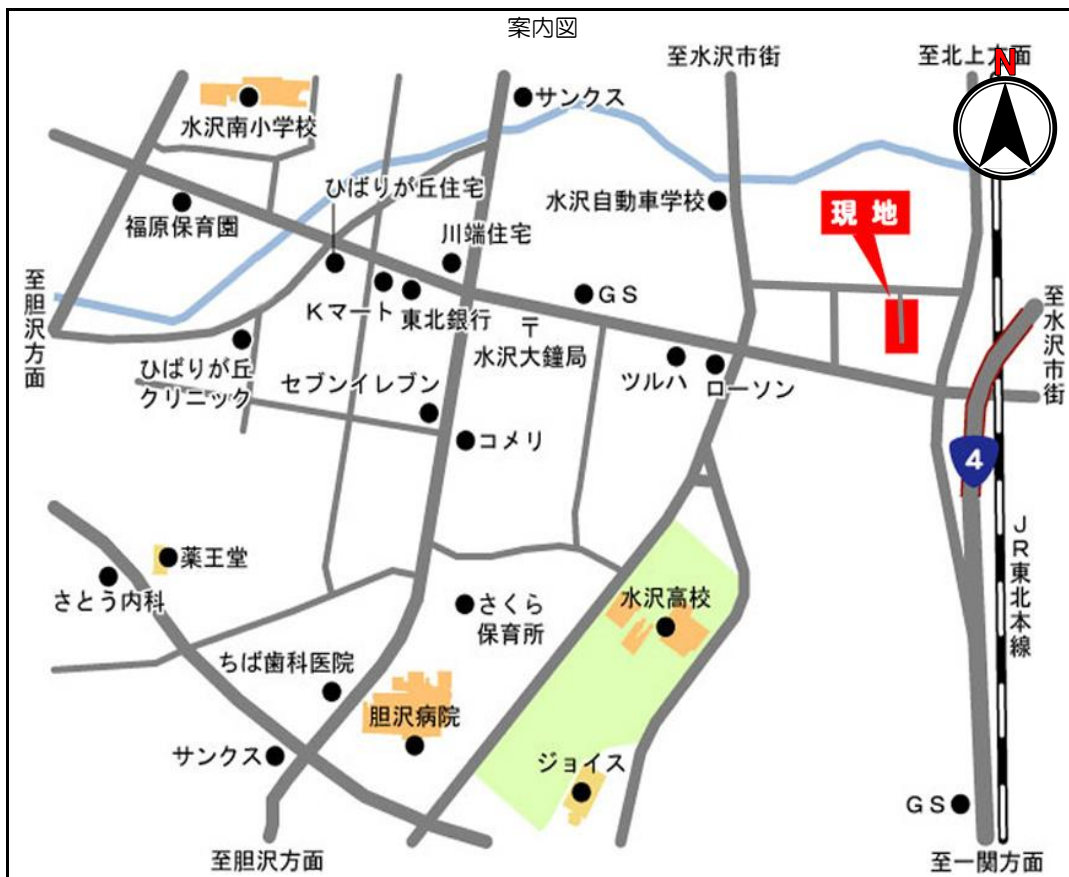 案内図
至水沢市街
至北上方面
N
サンクス
水沢南小学校
ひばりが丘住宅
水沢自動車学校
現地
福原保育園
川端住宅
至胆沢方面
GS
至水沢市街
Kマート
東北銀行
〒
水沢大鐘局
ひばりが丘
クリニック
セブンイレブン
ツルハ
ローソン
コメリ
4
JR東北本線
薬王堂
さとう内科
さくら
保育所
水沢高校
ちば歯科医院
胆沢病院
サンクス
ジョイス
GS
至胆沢方面
至一関方面